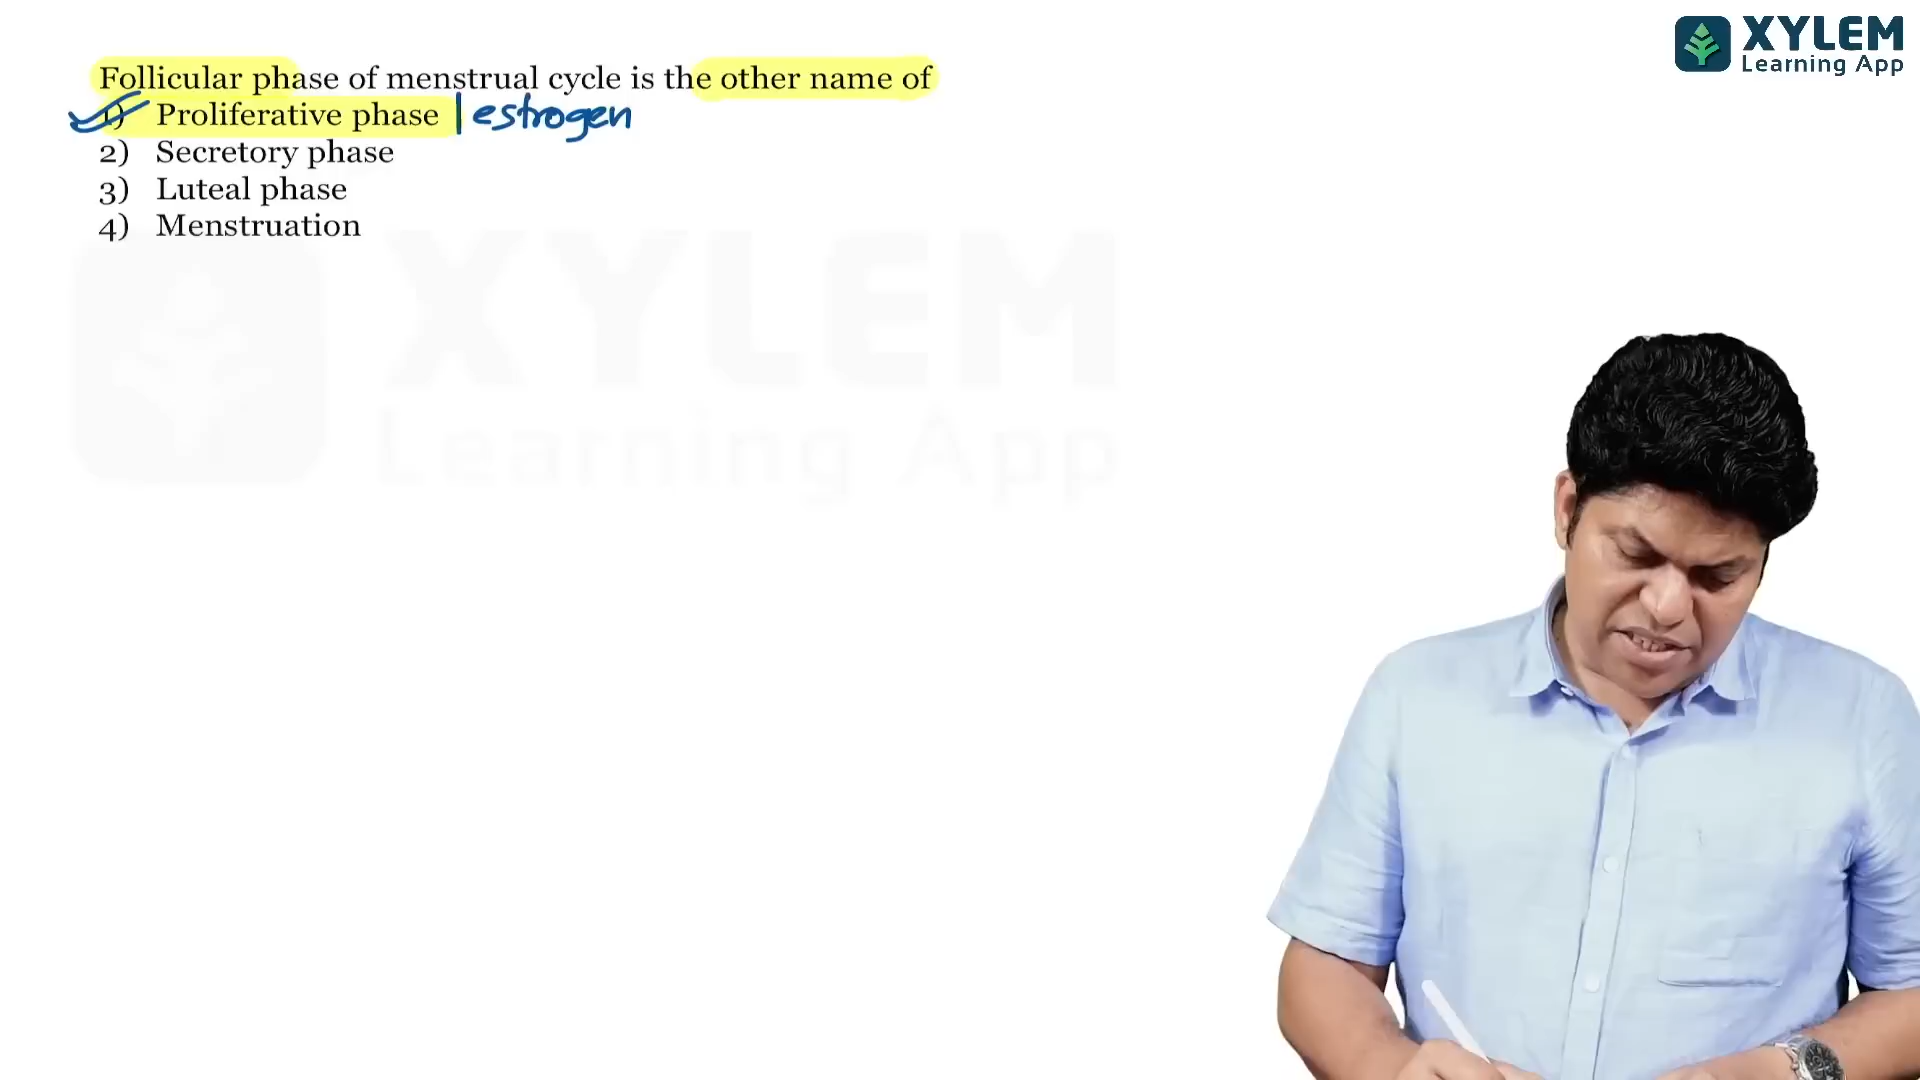 XYLEM
Learning App
Follicular phase of menstrual cycle is the other name of
1) Proliferative phase | estrogen
2) Secretory phase
3) Luteal phase
4) Menstruation
XYLEM
Learning App